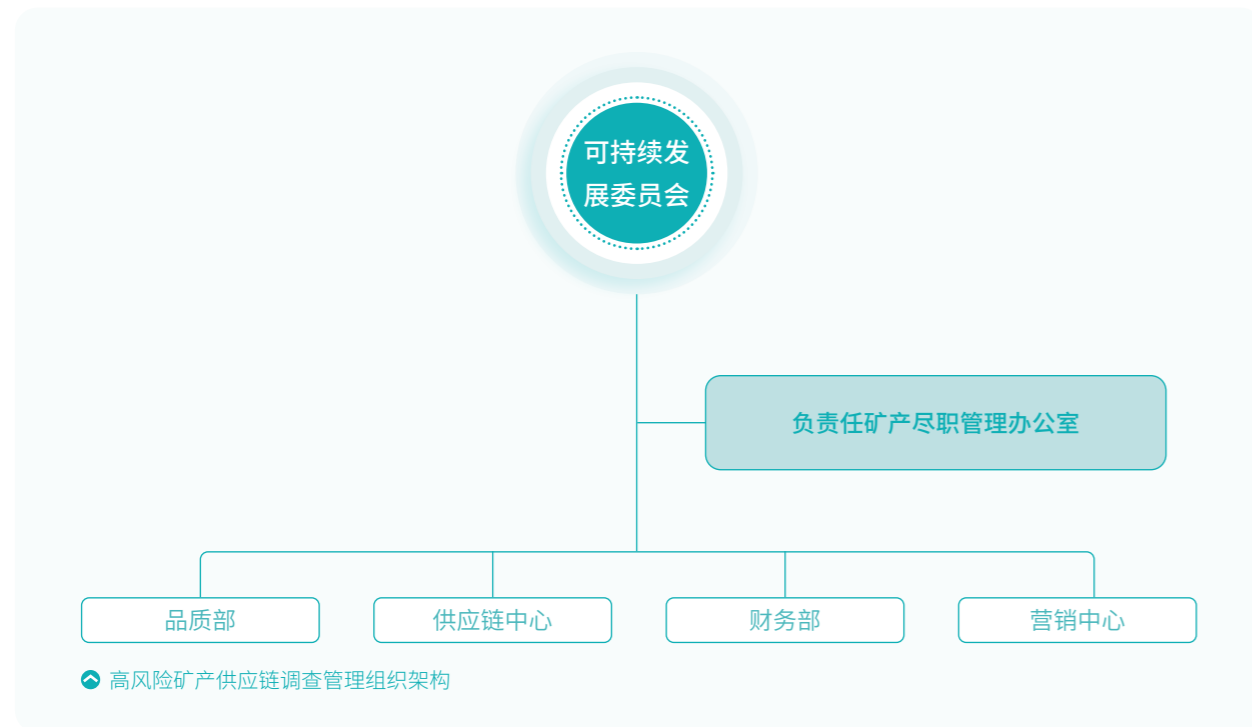 可持续发
展委员会
负责任矿产尽职管理办公室
品质部
供应链中心
财务部
营销中心
高风险矿产供应链调查管理组织架构